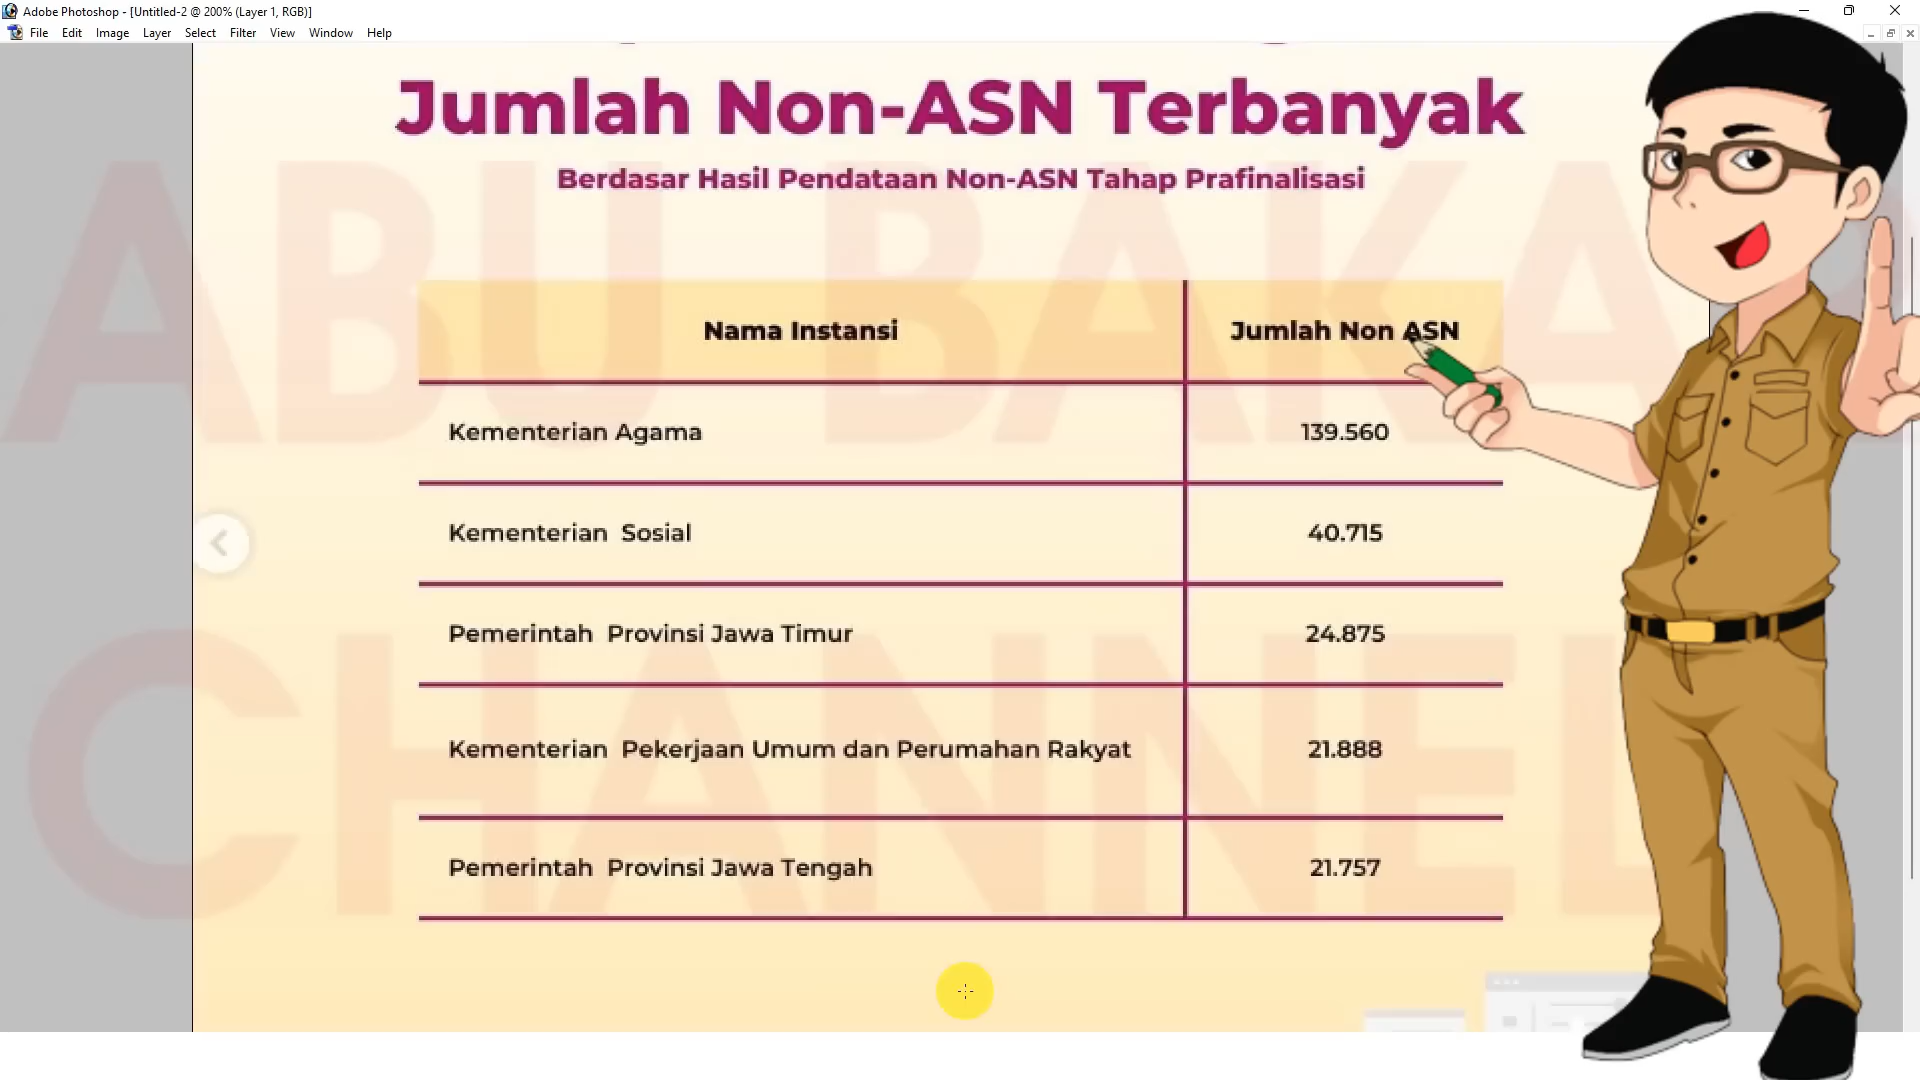 Adobe Photoshop - [Untitled-2 @ 200% (Layer 1, RGB)]
File Edit Image Layer Select Filter View Window Help
Jumlah Non-ASN Terbanyak
Berdasar Hasil Pendataan Non-ASN Tahap Prafinalisasi
ABU BAKAR
Nama Instansi Jumlah Non ASN
Kementerian Agama 139.560
Kementerian Sosial 40.715
Pemerintah Provinsi Jawa Timur 24.875
CHANNEL
Kementerian Pekerjaan Umum dan Perumahan Rakyat 21.888
Pemerintah Provinsi Jawa Tengah 21.757